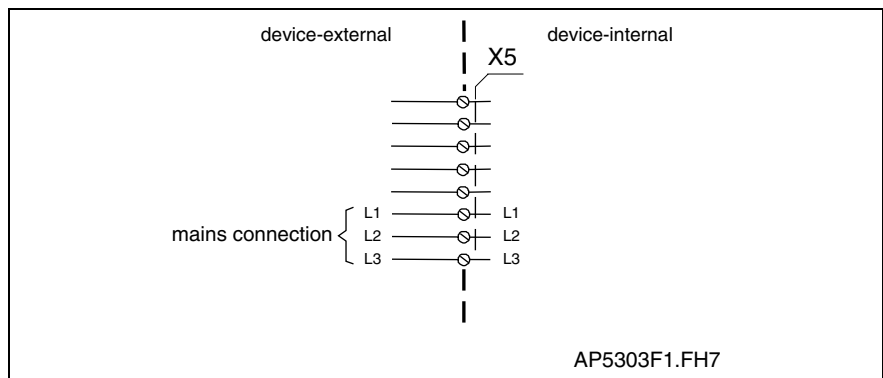 device-external device-internal
X5
L1 L1
mains connection L2 L2
L3 L3
AP5303F1.FH7